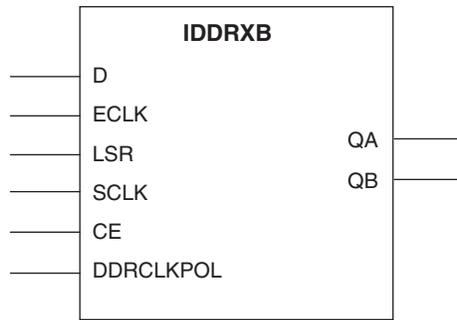 IDDRXB
D
ECLK
LSR
SCLK
CE
DDRCLKPOL
QA
QB